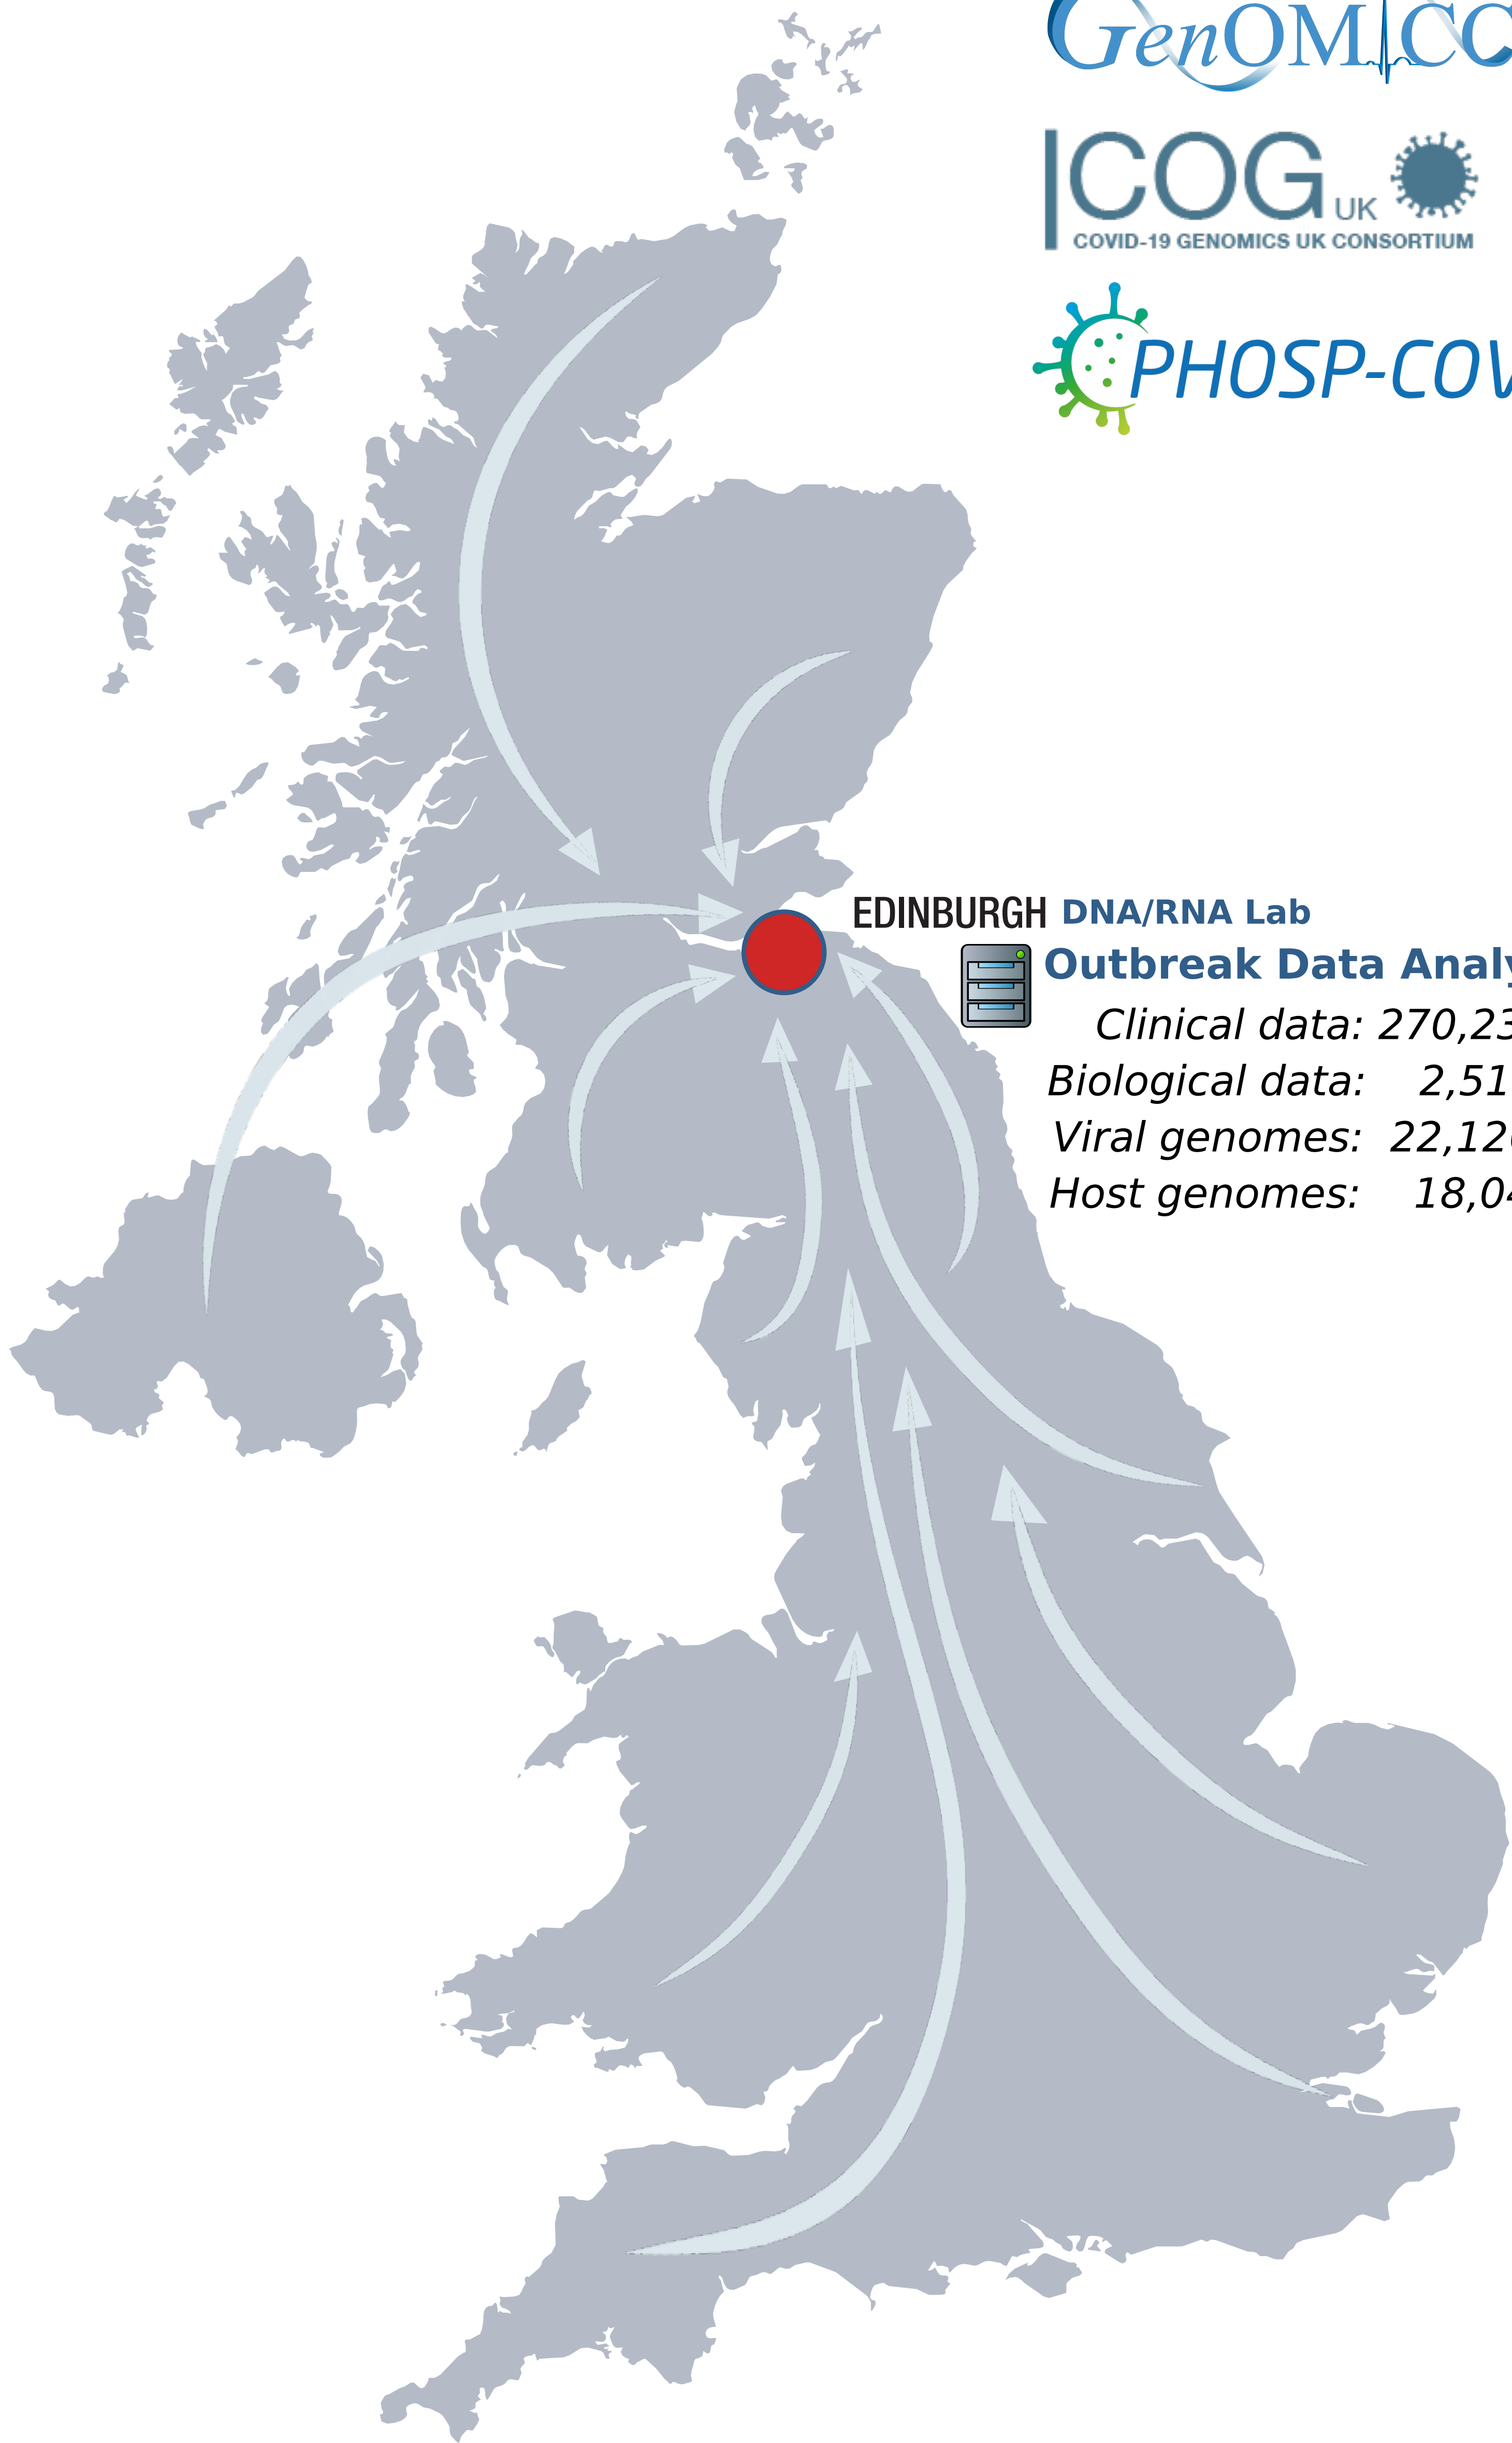 GenOMICC
COG UK
COVID-19 GENOMICS UK CONSORTIUM
PHOSP-COV
EDINBURGH DNA/RNA Lab
Outbreak Data Analy
Clinical data: 270,23
Biological data: 2,51
Viral genomes: 22,12
Host genomes: 18,04